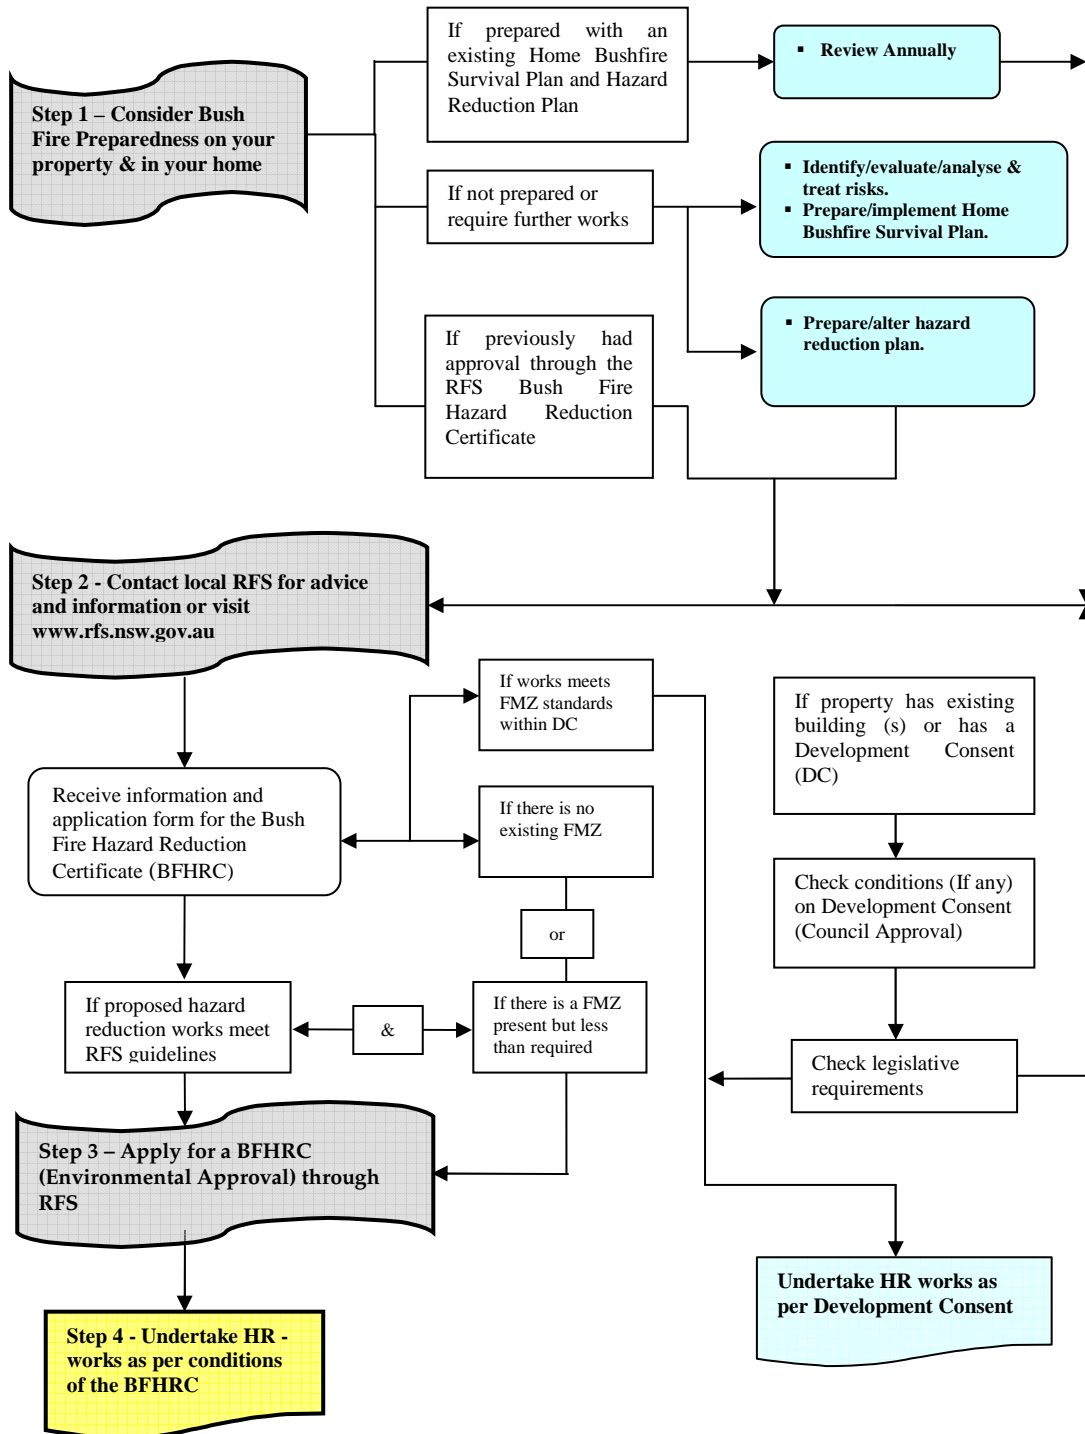 If prepared with an
existing Home Bushfire
Survival Plan and Hazard
Reduction Plan
▪ Review Annually
Step 1 – Consider Bush
Fire Preparedness on your
property & in your home
If not prepared or
require further works
▪ Identify/evaluate/analyse &
treat risks.
▪ Prepare/implement Home
Bushfire Survival Plan.
If previously had
approval through the
RFS Bush Fire
Hazard Reduction
Certificate
▪ Prepare/alter hazard
reduction plan.
Step 2 - Contact local RFS for advice
and information or visit
www.rfs.nsw.gov.au
If works meets
FMZ standards
within DC
If property has existing
building (s) or has a
Development Consent
(DC)
Receive information and
application form for the Bush
Fire Hazard Reduction
Certificate (BFHRC)
If there is no
existing FMZ
Check conditions (If any)
on Development Consent
(Council Approval)
or
If proposed hazard
reduction works meet
RFS guidelines
&
If there is a FMZ
present but less
than required
Check legislative
requirements
Step 3 – Apply for a BFHRC
(Environmental Approval) through
RFS
Undertake HR works as
per Development Consent
Step 4 - Undertake HR -
works as per conditions
of the BFHRC